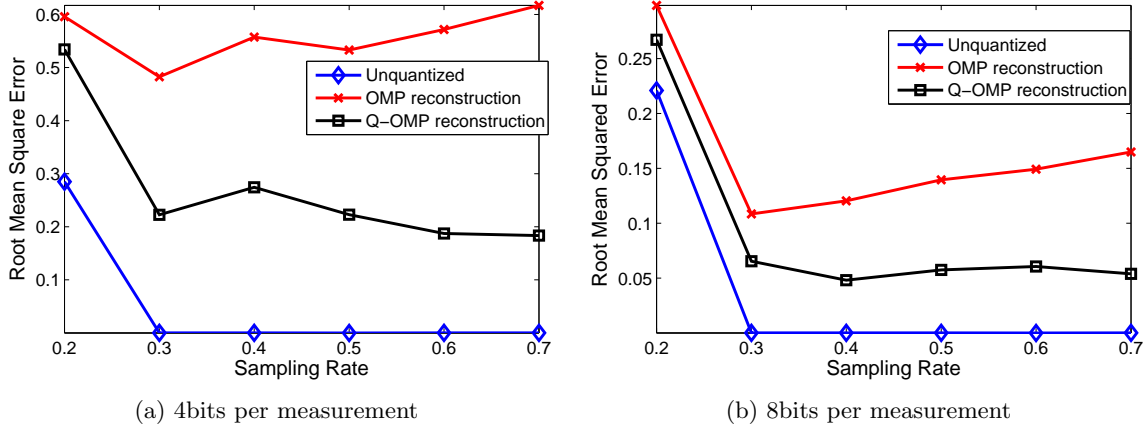 0.6
0.5
0.4
0.3
0.2
0.1
0.2 0.3 0.4 0.5 0.6 0.7
Root Mean Square Error
Sampling Rate
Unquantized
OMP reconstruction
Q−OMP reconstruction
(a) 4bits per measurement
0.25
0.2
0.15
0.1
0.05
0.2 0.3 0.4 0.5 0.6 0.7
Root Mean Squared Error
Sampling Rate
Unquantized
OMP reconstruction
Q−OMP reconstruction
(b) 8bits per measurement